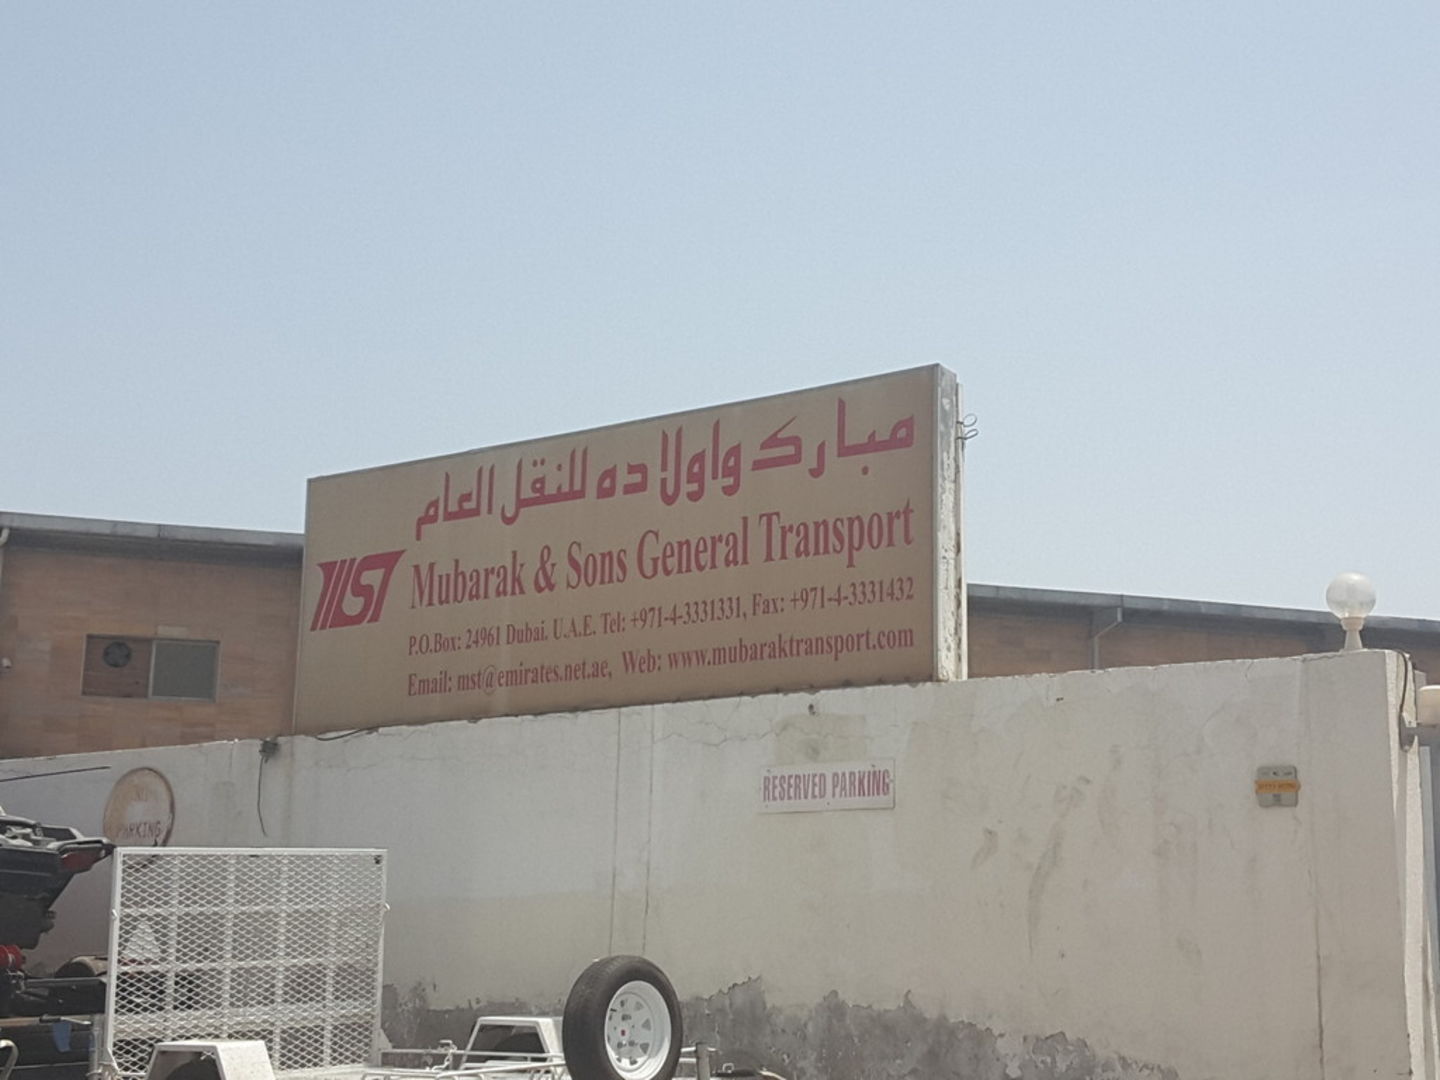 مبارك واولاده للنقل العام
MST
Mubarak & Sons General Transport
P.O.Box: 24961 Dubai. U.A.E. Tel: +971-4-3331331, Fax: +971-4-3331432
Email: mst@emirates.net.ae, Web: www.mubaraktransport.com
RESERVED PARKING
NO
PARKING